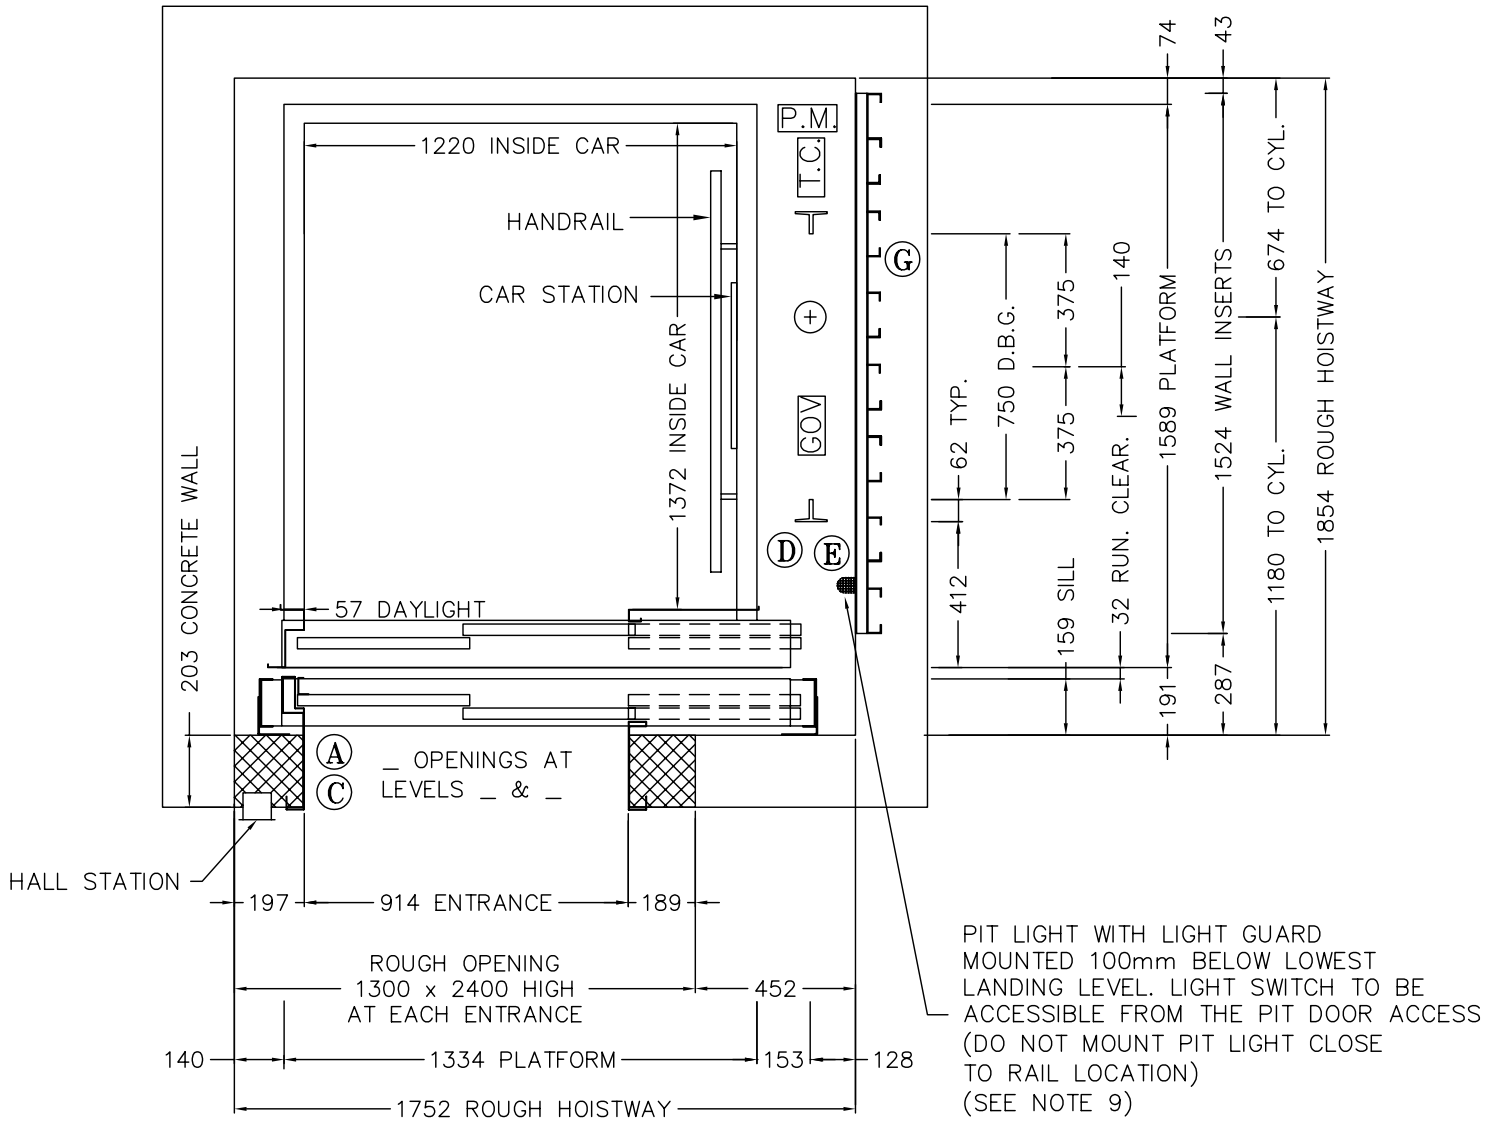 74
43
P.M.
1220 INSIDE CAR
T.C.
HANDRAIL
G
CAR STATION
1372 INSIDE CAR
GOV
62 TYP.
750 D.B.G.
375
375
140
1589 PLATFORM
1524 WALL INSERTS
674 TO CYL.
1180 TO CYL.
1854 ROUGH HOISTWAY
203 CONCRETE WALL
D
E
412
159 SILL
32 RUN. CLEAR.
57 DAYLIGHT
191
287
A
C
_ OPENINGS AT
LEVELS _ & _
HALL STATION
197
914 ENTRANCE
189
ROUGH OPENING
1300 x 2400 HIGH
AT EACH ENTRANCE
452
140
1334 PLATFORM
153
128
1752 ROUGH HOISTWAY
PIT LIGHT WITH LIGHT GUARD
MOUNTED 100mm BELOW LOWEST
LANDING LEVEL. LIGHT SWITCH TO BE
ACCESSIBLE FROM THE PIT DOOR ACCESS
(DO NOT MOUNT PIT LIGHT CLOSE
TO RAIL LOCATION)
(SEE NOTE 9)